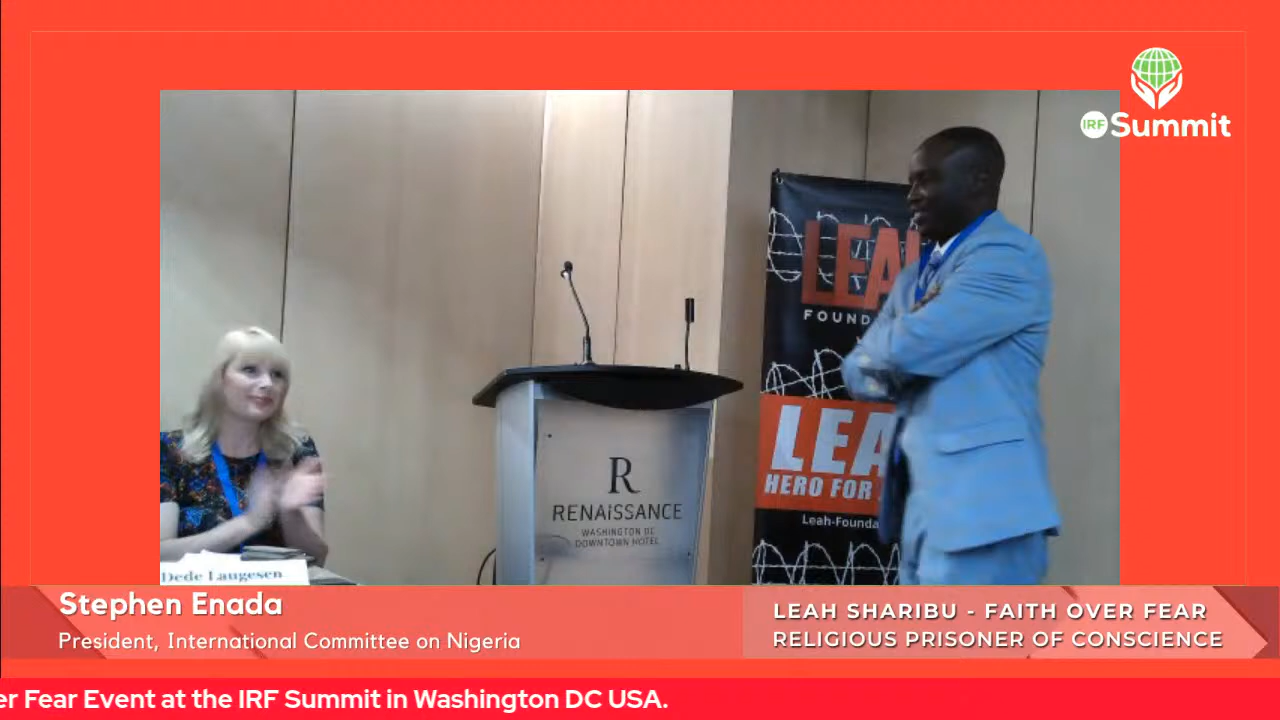 IRF Summit
LEA
FOUND
LEA
HERO FOR
Leah-Founda
R
RENAISSANCE
WASHINGTON DC
DOWNTOWN HOTEL
Dede Laugesen
Stephen Enada
President, International Committee on Nigeria
LEAH SHARIBU - FAITH OVER FEAR
RELIGIOUS PRISONER OF CONSCIENCE
er Fear Event at the IRF Summit in Washington DC USA.